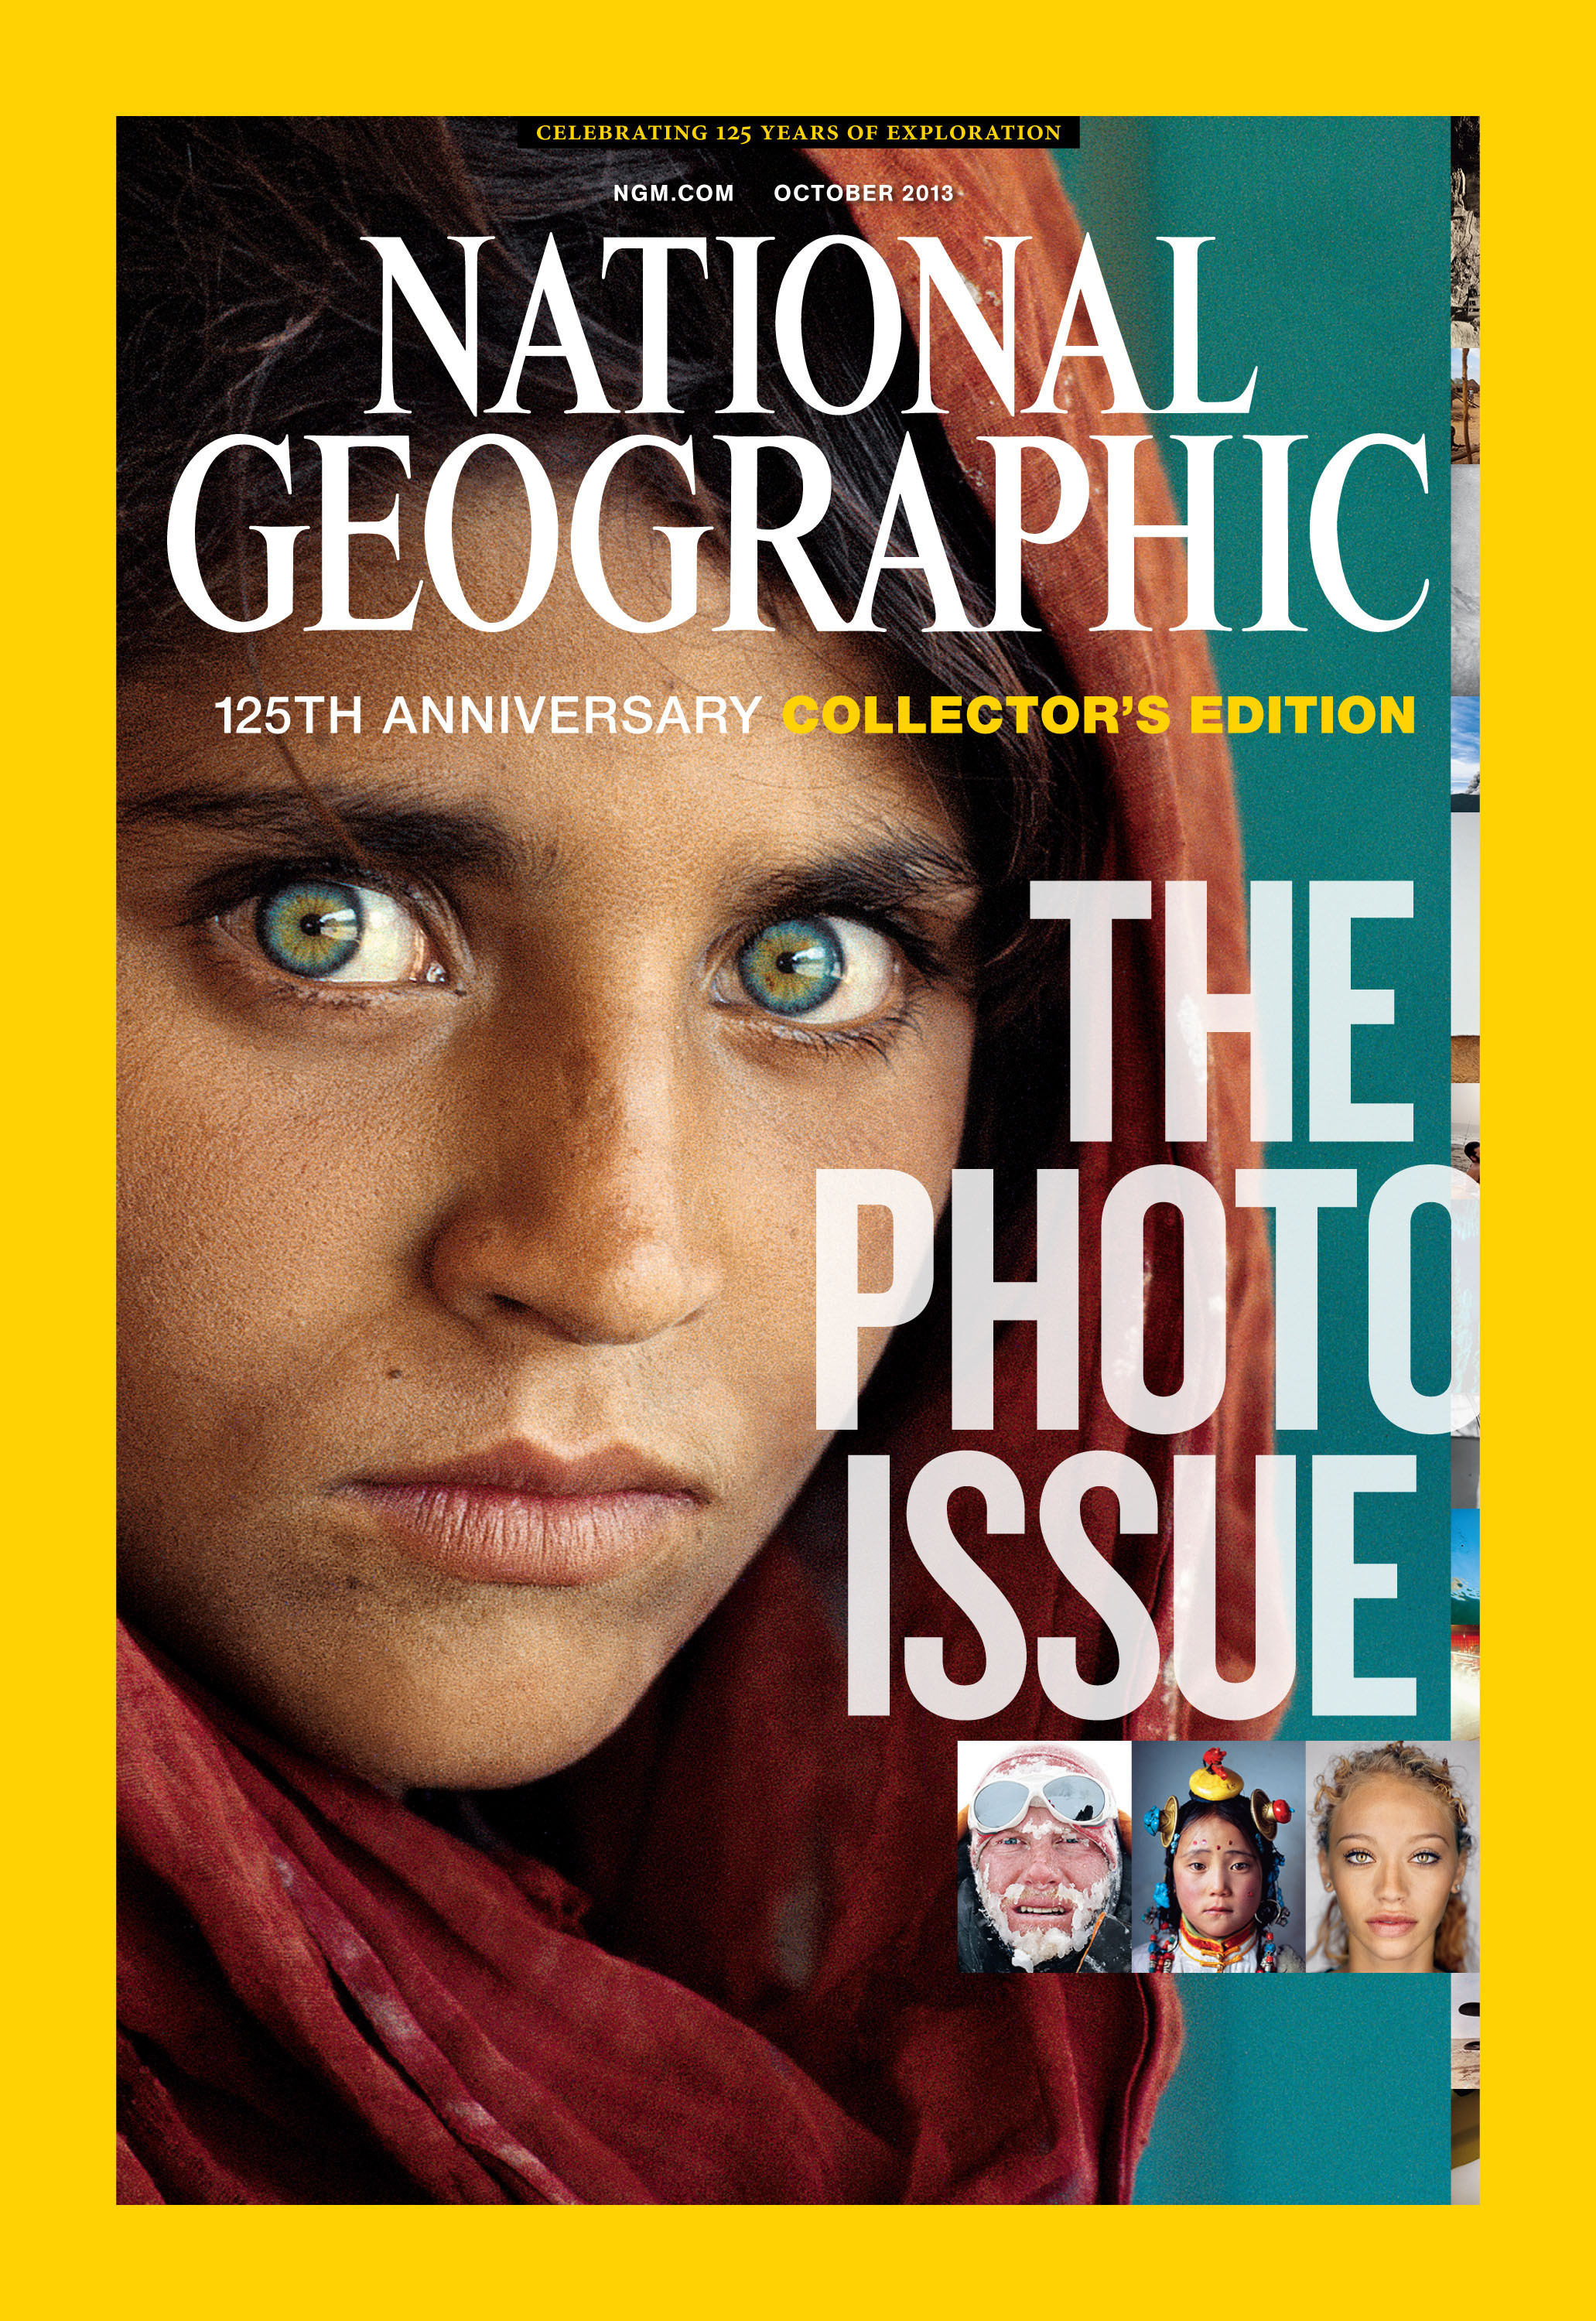 CELEBRATING 125 YEARS OF EXPLORATION
NGM.COM OCTOBER 2013
NATIONAL
GEOGRAPHIC
125TH ANNIVERSARY COLLECTOR’S EDITION
THE
PHOTO
ISSUE